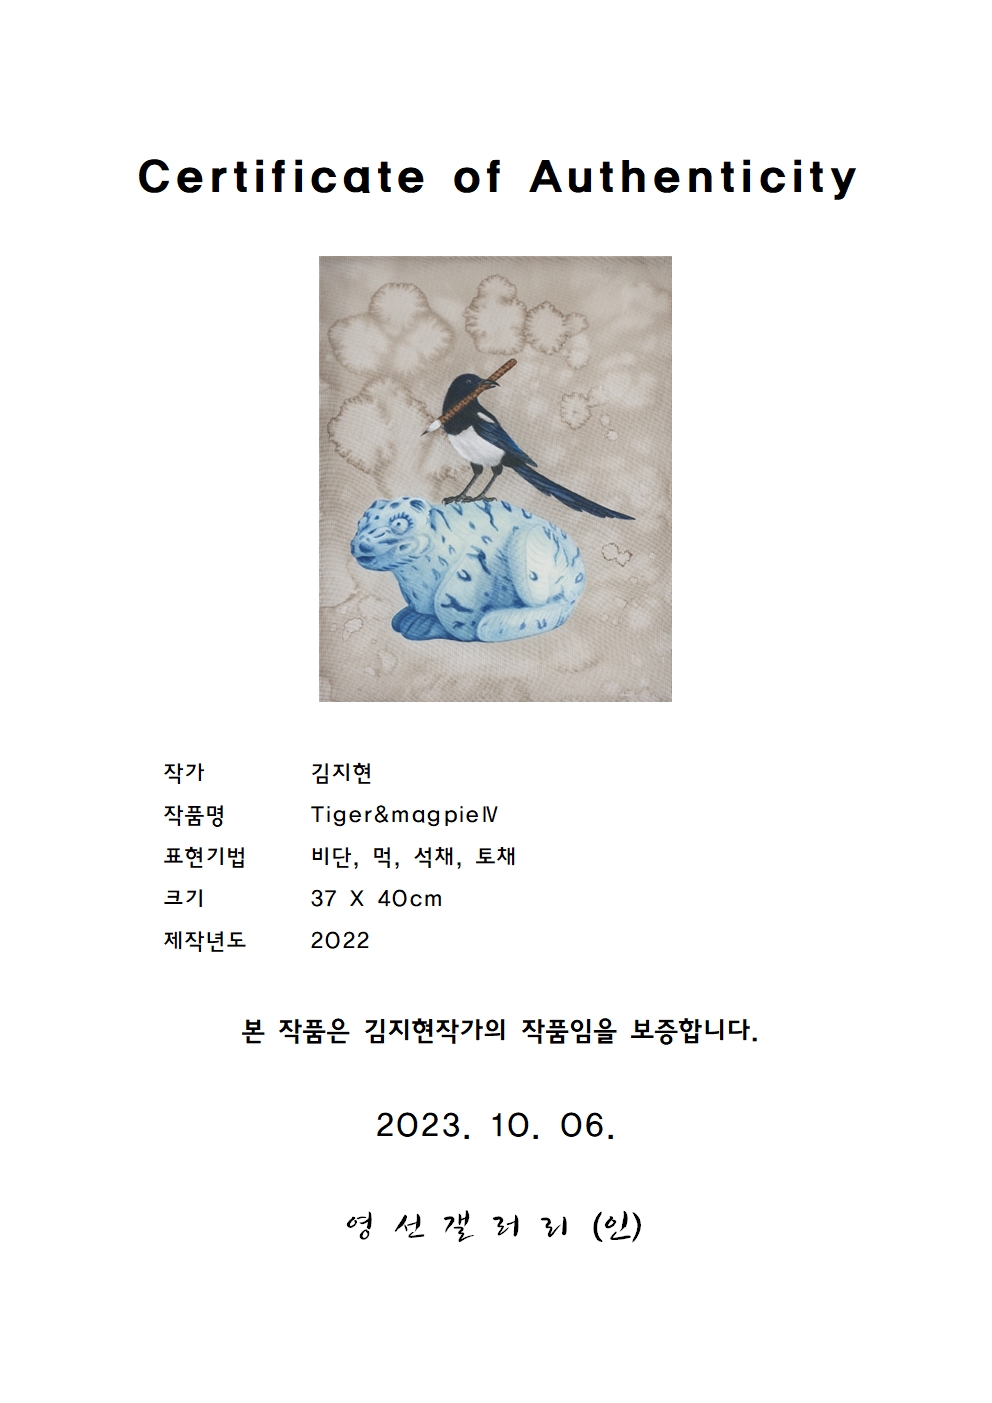 Certificate of Authenticity
작가 김지현
작품명 Tiger&magpieⅣ
표현기법 비단, 먹, 석채, 토채
크기 37 X 40cm
제작년도 2022
본 작품은 김지현작가의 작품임을 보증합니다.
2023. 10. 06.
영 선 갤 러 리 (인)